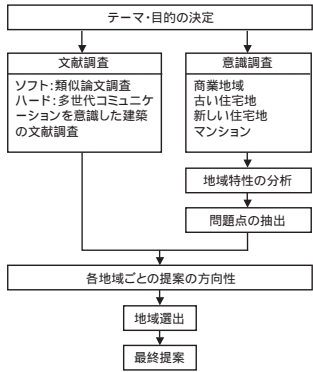 テーマ・目的の決定
文献調査
ソフト:類似論文調査
ハード:多世代コミュニケ
ーションを意識した建築
の文献調査
意識調査
商業地域
古い住宅地
新しい住宅地
マンション
地域特性の分析
問題点の抽出
各地域ごとの提案の方向性
地域選出
最終提案